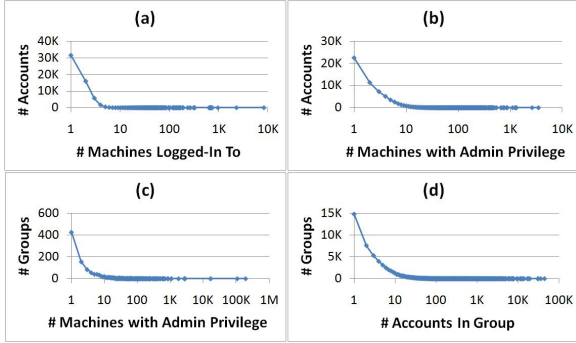 (a)
# Accounts
40K
30K
20K
10K
0
1 10 100 1K 10K
# Machines Logged-In To
(b)
# Accounts
30K
20K
10K
0
1 10 100 1K 10K
# Machines with Admin Privilege
(c)
# Groups
600
400
200
0
1 10 100 1K 10K 100K 1M
# Machines with Admin Privilege
(d)
# Groups
15K
10K
5K
0
1 10 100 1K 10K 100K
# Accounts In Group